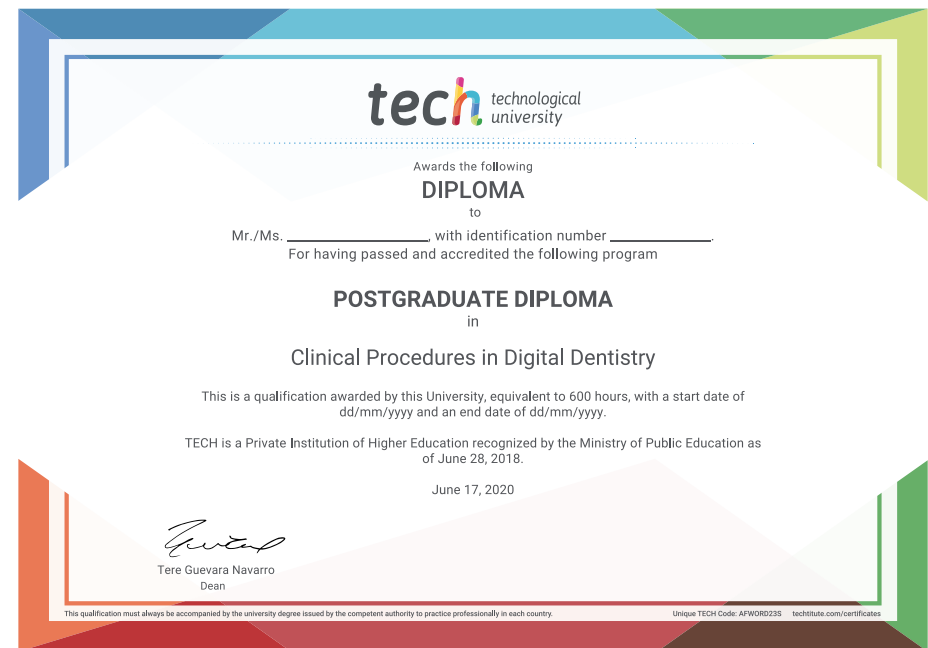 tech technological
university
Awards the following
DIPLOMA
to
Mr./Ms. ____________________, with identification number ______________.
For having passed and accredited the following program
POSTGRADUATE DIPLOMA
in
Clinical Procedures in Digital Dentistry
This is a qualification awarded by this University, equivalent to 600 hours, with a start date of
dd/mm/yyyy and an end date of dd/mm/yyyy.
TECH is a Private Institution of Higher Education recognized by the Ministry of Public Education as
of June 28, 2018.
June 17, 2020
Tere Guevara Navarro
Dean
This qualification must always be accompanied by the university degree issued by the competent authority to practice professionally in each country. Unique TECH Code: AFWORD23S techtitute.com/certificates